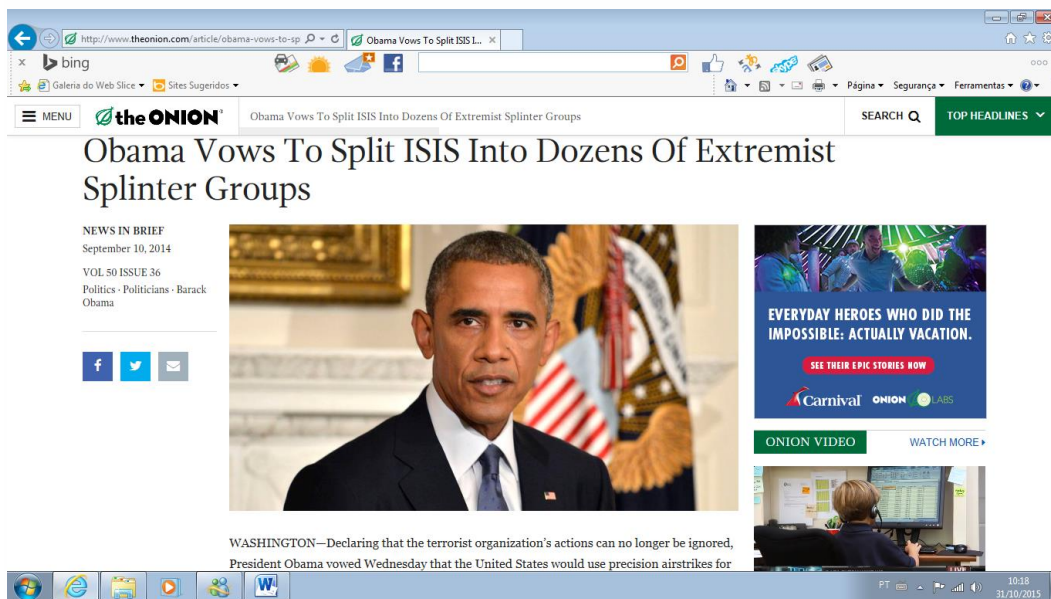 http://www.theonion.com/article/obama-vows-to-sp
Obama Vows To Split ISIS I...
bing
Galeria do Web Slice
Sites Sugeridos
Página
Segurança
Ferramentas
MENU
the ONION
Obama Vows To Split ISIS Into Dozens Of Extremist Splinter Groups
SEARCH
TOP HEADLINES
Obama Vows To Split ISIS Into Dozens Of Extremist
Splinter Groups
NEWS IN BRIEF
September 10, 2014
VOL 50 ISSUE 36
Politics · Politicians · Barack
Obama
EVERYDAY HEROES WHO DID THE
IMPOSSIBLE: ACTUALLY VACATION.
SEE THEIR EPIC STORIES NOW
Carnival
ONION LABS
ONION VIDEO
WATCH MORE
WASHINGTON—Declaring that the terrorist organization's actions can no longer be ignored,
President Obama vowed Wednesday that the United States would use precision airstrikes for
PT
10:18
31/10/2015